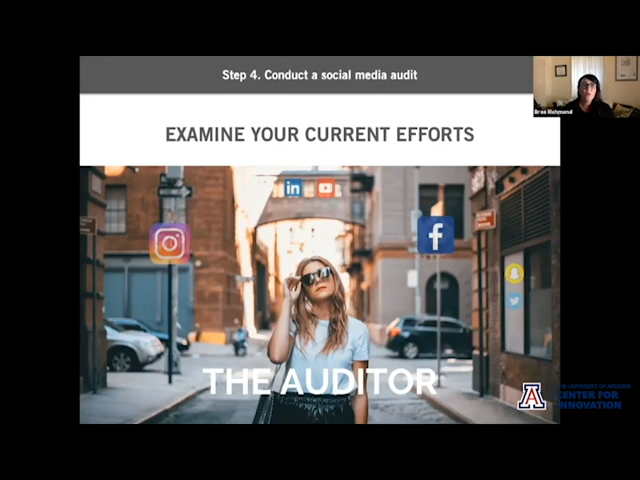 Step 4. Conduct a social media audit
Bree Richmond
EXAMINE YOUR CURRENT EFFORTS
in
f
THE AUDITOR
A
THE UNIVERSITY OF ARIZONA
CENTER FOR
INNOVATION